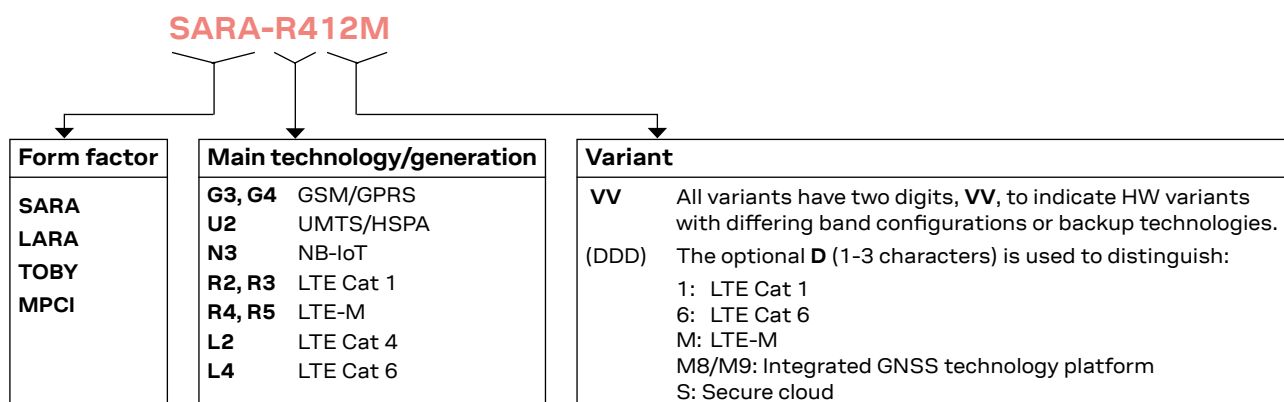 SARA-R412M
Form factor
SARA
LARA
TOBY
MPCI
Main technology/generation
G3, G4 GSM/GPRS
U2 UMTS/HSPA
N3 NB-IoT
R2, R3 LTE Cat 1
R4, R5 LTE-M
L2 LTE Cat 4
L4 LTE Cat 6
Variant
VV All variants have two digits, VV, to indicate HW variants
with differing band configurations or backup technologies.
(DDD) The optional D (1-3 characters) is used to distinguish:
1: LTE Cat 1
6: LTE Cat 6
M: LTE-M
M8/M9: Integrated GNSS technology platform
S: Secure cloud